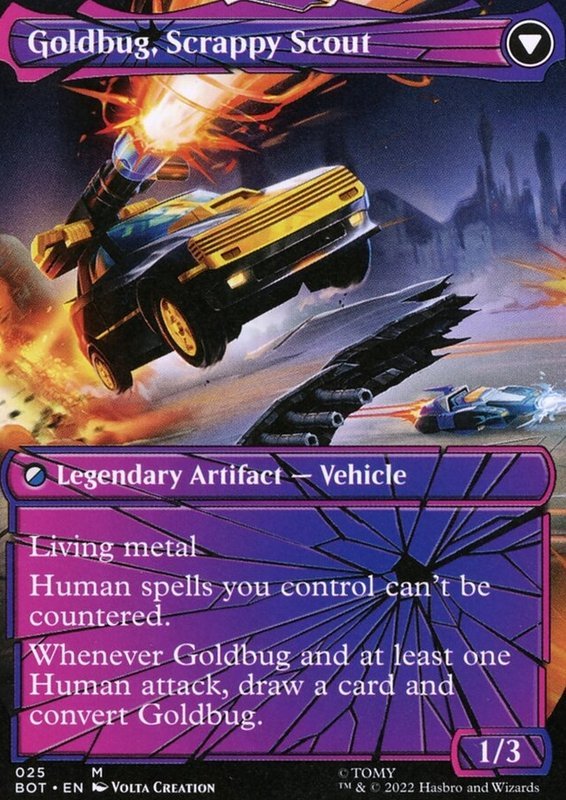 Goldbug, Scrappy Scout
Legendary Artifact — Vehicle
Living metal
Human spells you control can't be
countered.
Whenever Goldbug and at least one
Human attack, draw a card and
convert Goldbug.
1/3
025 M
BOT • EN VOLTA CREATION
© TOMY
™ & © 2022 Hasbro and Wizards